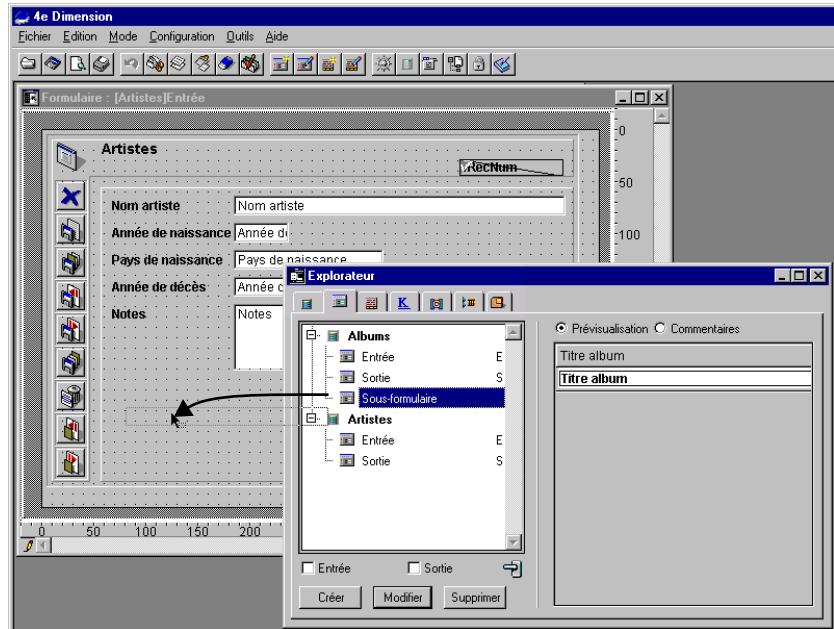 4e Dimension
Fichier Edition Mode Configuration Outils Aide
Formulaire : [Artistes]Entrée
Artistes
RecNum
Nom artiste Nom artiste
Année de naissance Année de
Pays de naissance Pays de naissance
Année de décès Année d
Notes Notes
0
50
100
0 50 100 150 200
Explorateur
K
Albums
Entrée E
Sortie S
Sous-formulaire
Artistes
Entrée E
Sortie S
Entrée Sortie
Créer Modifier Supprimer
Prévisualisation Commentaires
Titre album
Titre album